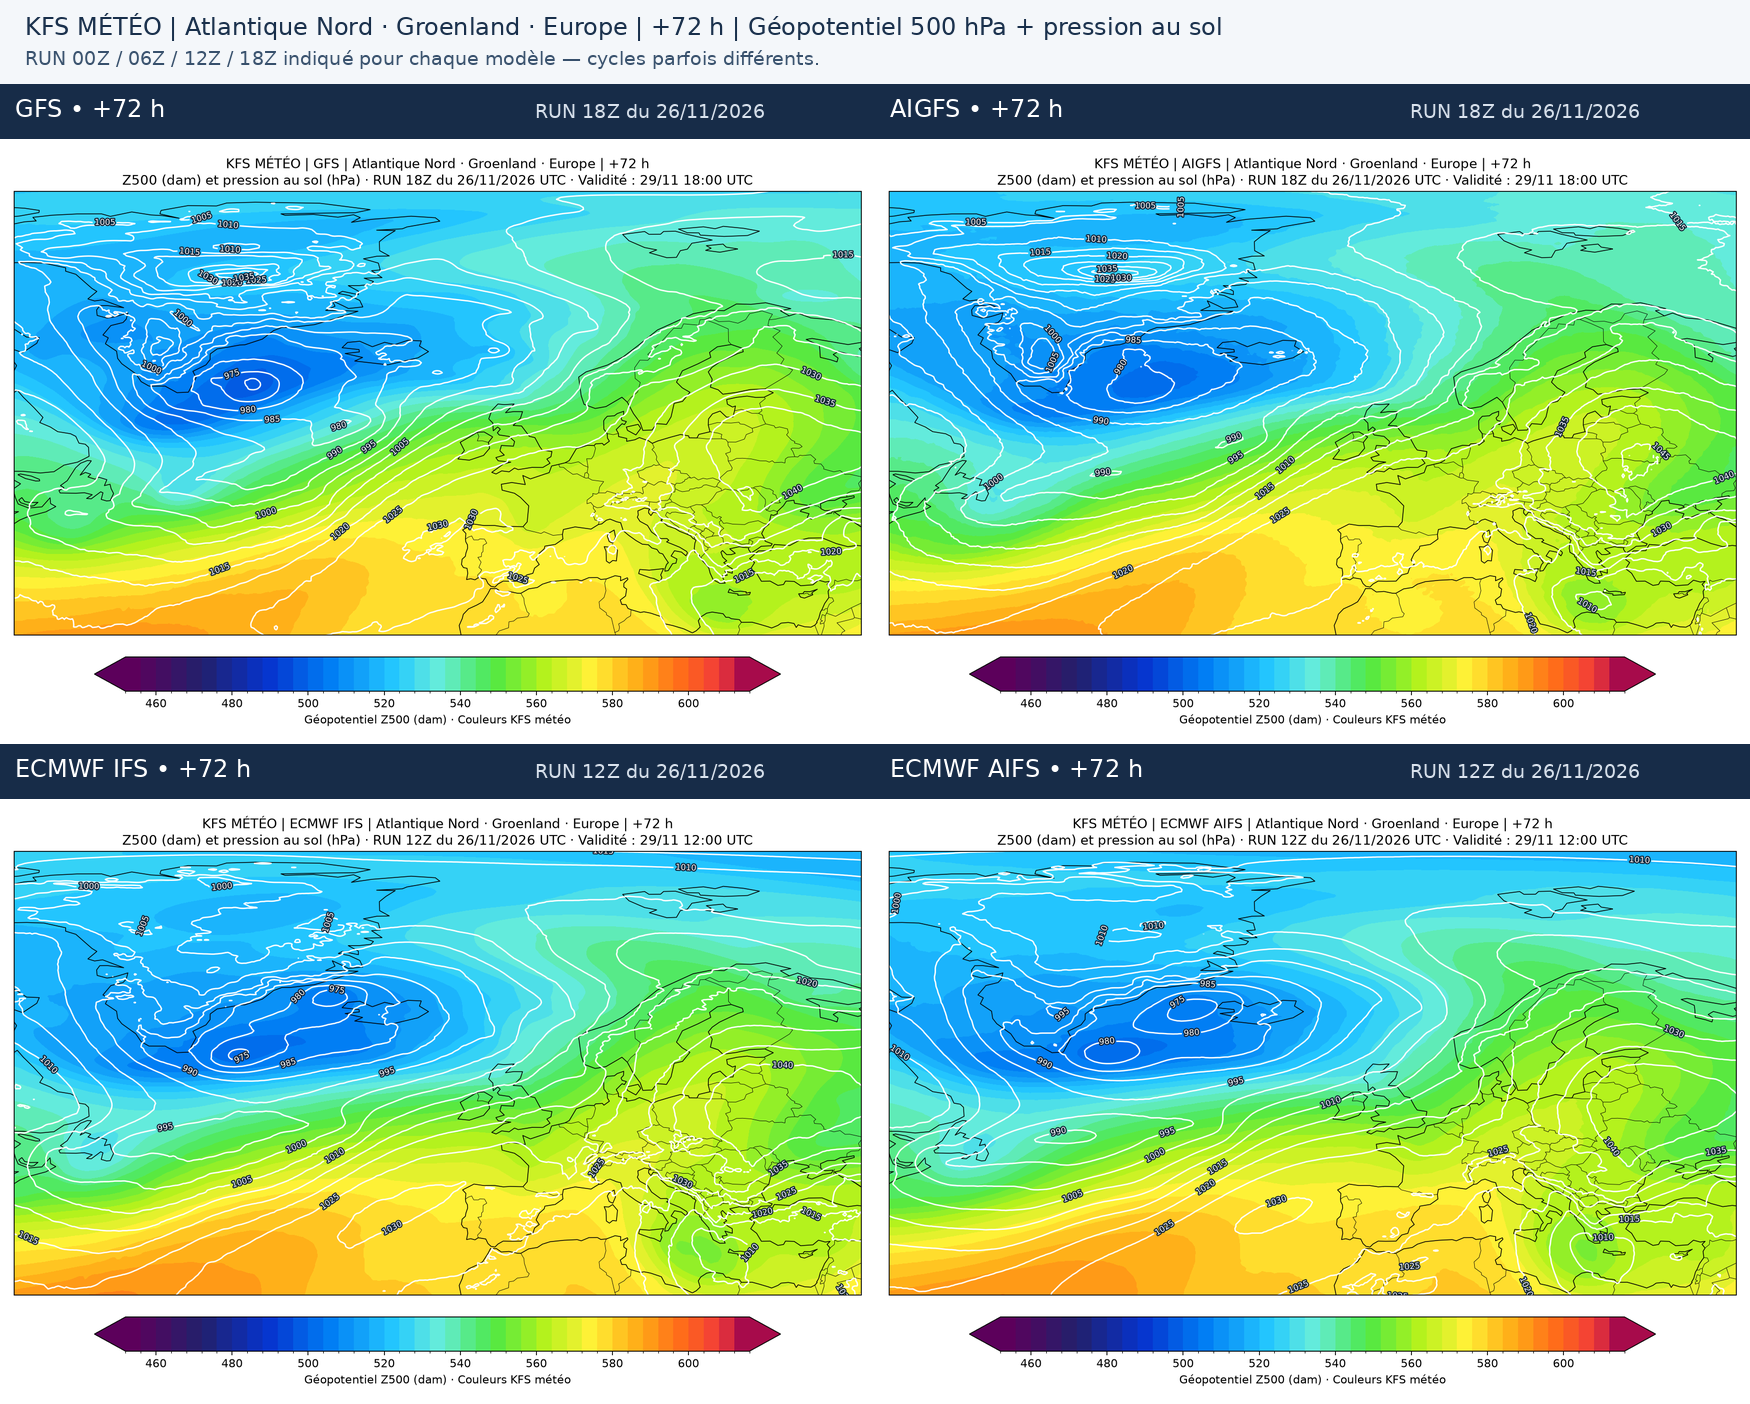 KFS MÉTÉO | Atlantique Nord · Groenland · Europe | +72 h | Géopotentiel 500 hPa + pression au sol
RUN 00Z / 06Z / 12Z / 18Z indiqué pour chaque modèle — cycles parfois différents.
GFS • +72 h
RUN 18Z du 26/11/2026
AIGFS • +72 h
RUN 18Z du 26/11/2026
KFS MÉTÉO | GFS | Atlantique Nord · Groenland · Europe | +72 h
Z500 (dam) et pression au sol (hPa) · RUN 18Z du 26/11/2026 UTC · Validité : 29/11 18:00 UTC
KFS MÉTÉO | AIGFS | Atlantique Nord · Groenland · Europe | +72 h
Z500 (dam) et pression au sol (hPa) · RUN 18Z du 26/11/2026 UTC · Validité : 29/11 18:00 UTC
460 480 500 520 540 560 580 600
Géopotentiel Z500 (dam) · Couleurs KFS météo
460 480 500 520 540 560 580 600
Géopotentiel Z500 (dam) · Couleurs KFS météo
ECMWF IFS • +72 h
RUN 12Z du 26/11/2026
ECMWF AIFS • +72 h
RUN 12Z du 26/11/2026
KFS MÉTÉO | ECMWF IFS | Atlantique Nord · Groenland · Europe | +72 h
Z500 (dam) et pression au sol (hPa) · RUN 12Z du 26/11/2026 UTC · Validité : 29/11 12:00 UTC
KFS MÉTÉO | ECMWF AIFS | Atlantique Nord · Groenland · Europe | +72 h
Z500 (dam) et pression au sol (hPa) · RUN 12Z du 26/11/2026 UTC · Validité : 29/11 12:00 UTC
460 480 500 520 540 560 580 600
Géopotentiel Z500 (dam) · Couleurs KFS météo
460 480 500 520 540 560 580 600
Géopotentiel Z500 (dam) · Couleurs KFS météo